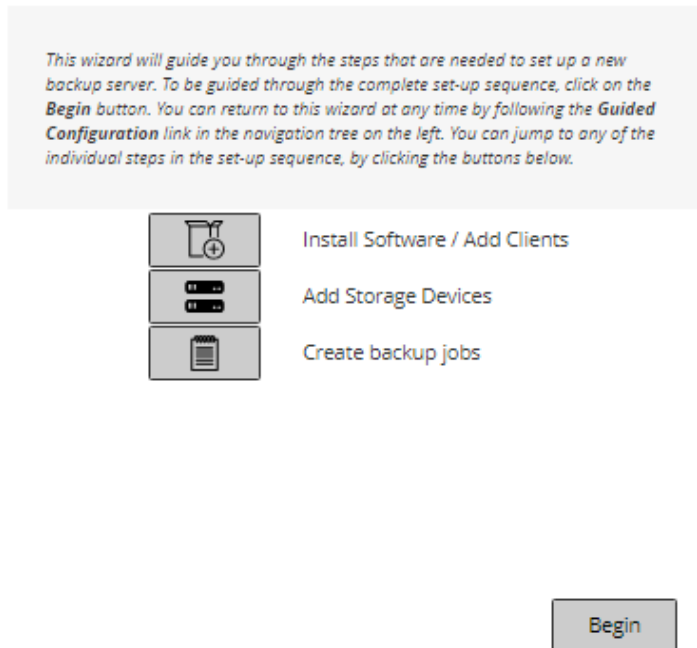 This wizard will guide you through the steps that are needed to set up a new
backup server. To be guided through the complete set-up sequence, click on the
Begin button. You can return to this wizard at any time by following the Guided
Configuration link in the navigation tree on the left. You can jump to any of the
individual steps in the set-up sequence, by clicking the buttons below.
Install Software / Add Clients
Add Storage Devices
Create backup jobs
Begin